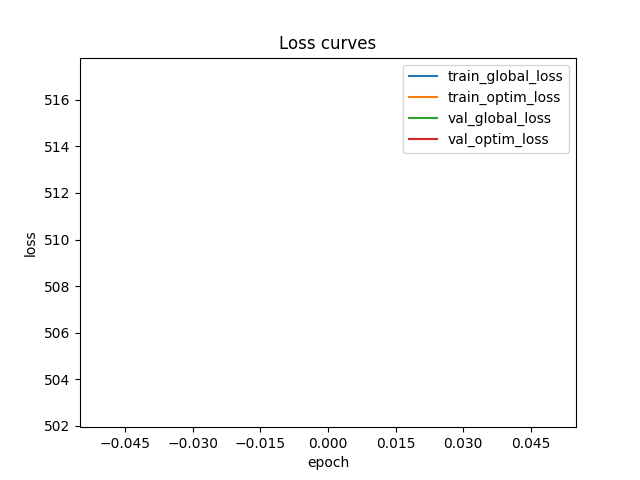 Loss curves
train_global_loss
train_optim_loss
val_global_loss
val_optim_loss
516
514
512
510
508
506
504
502
loss
−0.045 −0.030 −0.015 0.000 0.015 0.030 0.045
epoch